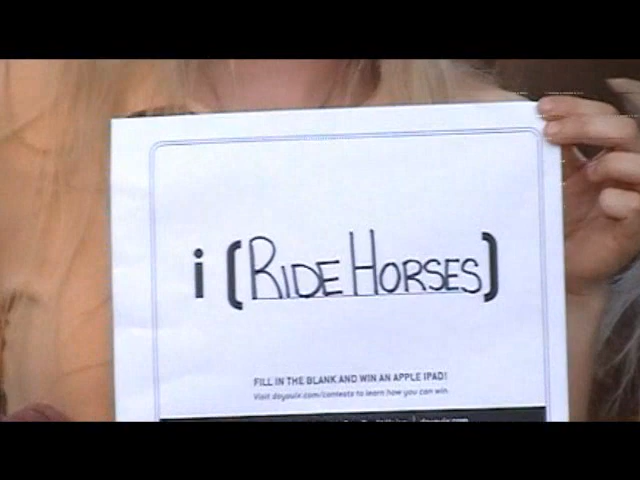 i (RIDE HORSES)
FILL IN THE BLANK AND WIN AN APPLE IPAD!
Visit doyouix.com/contests to learn how you can win.